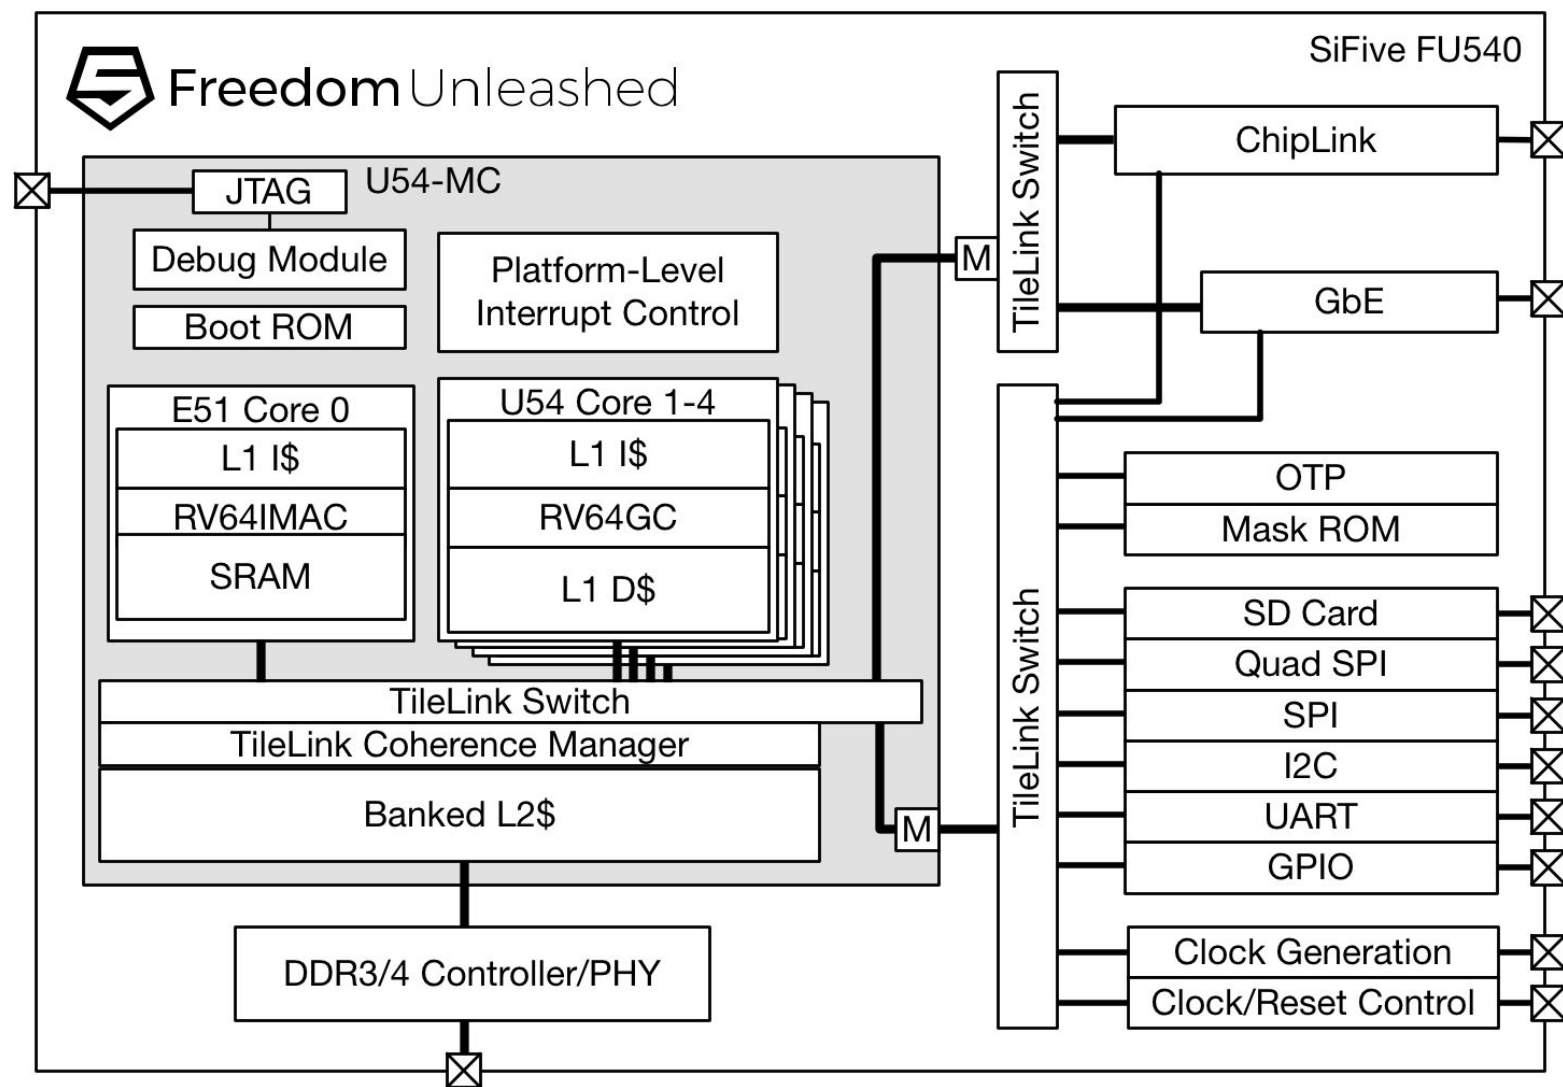 SiFive FU540
Freedom Unleashed
U54-MC
JTAG
Debug Module
Boot ROM
Platform-Level
Interrupt Control
E51 Core 0
L1 I$
RV64IMAC
SRAM
U54 Core 1-4
L1 I$
RV64GC
L1 D$
TileLink Switch
TileLink Coherence Manager
Banked L2$
DDR3/4 Controller/PHY
M
M
TileLink Switch
TileLink Switch
ChipLink
GbE
OTP
Mask ROM
SD Card
Quad SPI
SPI
I2C
UART
GPIO
Clock Generation
Clock/Reset Control